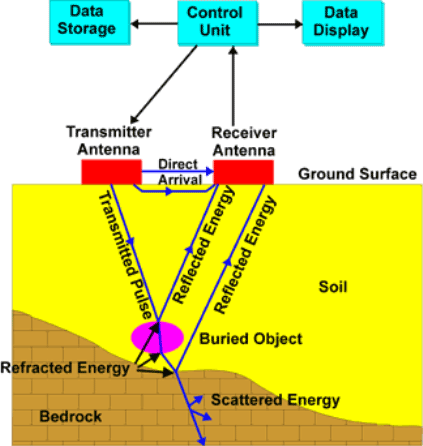 Data
Storage
Control
Unit
Data
Display
Transmitter
Antenna
Receiver
Antenna
Direct
Arrival
Ground Surface
Transmitted Pulse
Reflected Energy
Reflected Energy
Soil
Buried Object
Refracted Energy
Scattered Energy
Bedrock